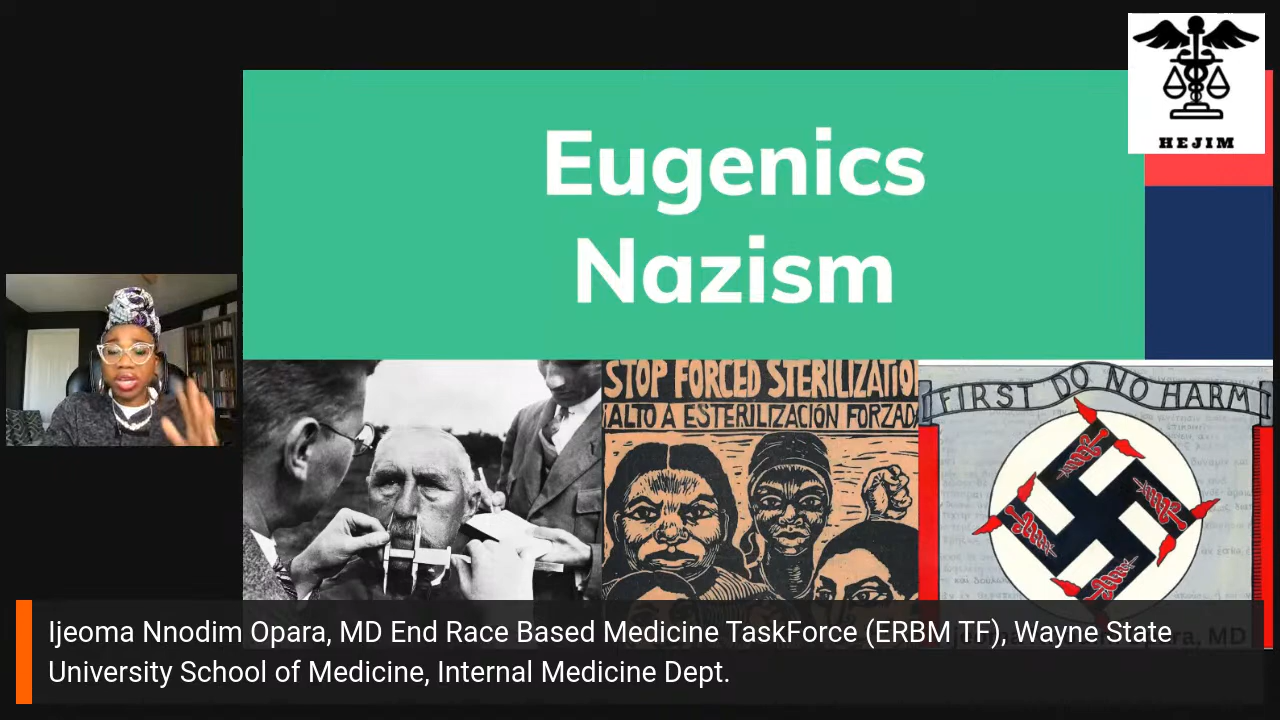 HEJIM
Eugenics
Nazism
STOP FORCED STERILIZATIO
¡ALTO A ESTERILIZACIÓN FORZADA
FIRST DO NO HARM
Ijeoma Nnodim Opara, MD End Race Based Medicine TaskForce (ERBM TF), Wayne State
University School of Medicine, Internal Medicine Dept.